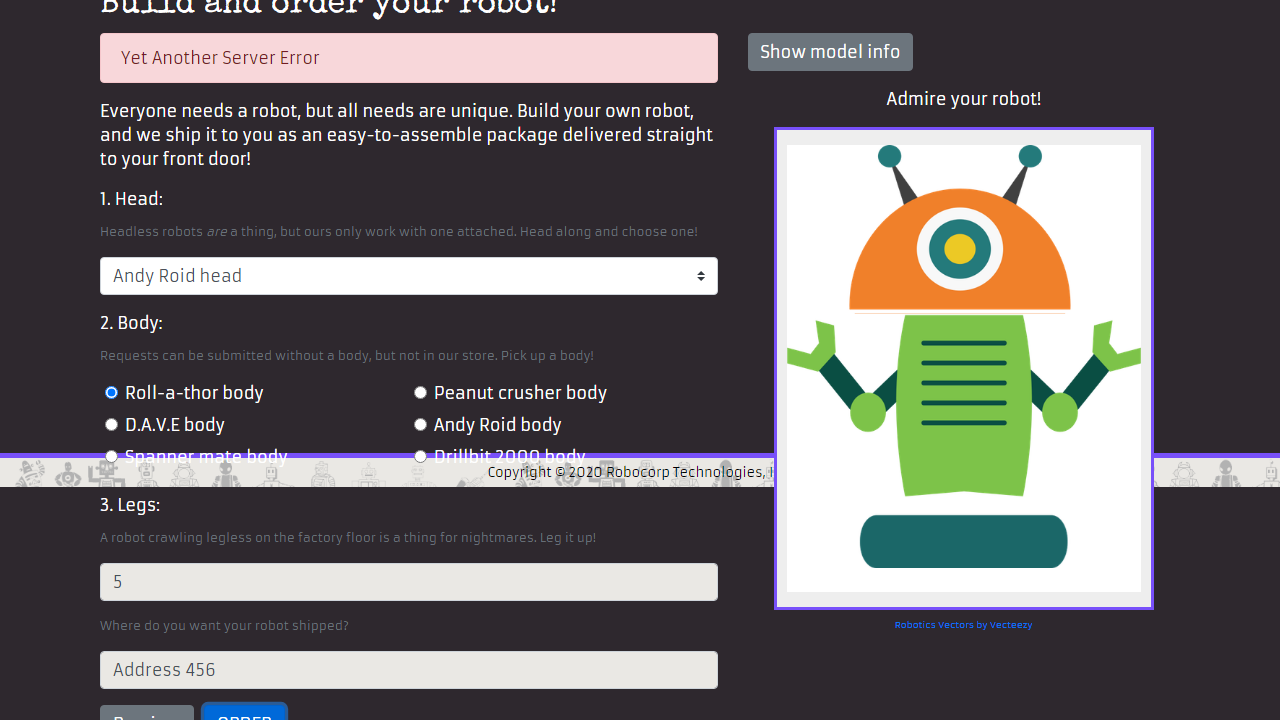 Build and order your robot!
Yet Another Server Error
Show model info
Everyone needs a robot, but all needs are unique. Build your own robot,
and we ship it to you as an easy-to-assemble package delivered straight
to your front door!
Admire your robot!
1. Head:
Headless robots are a thing, but ours only work with one attached. Head along and choose one!
Andy Roid head
2. Body:
Requests can be submitted without a body, but not in our store. Pick up a body!
Roll-a-thor body
Peanut crusher body
D.A.V.E body
Andy Roid body
Spanner mate body
Drillbit 2000 body
Copyright © 2020 Robocorp Technologies,
3. Legs:
A robot crawling legless on the factory floor is a thing for nightmares. Leg it up!
5
Where do you want your robot shipped?
Robotics Vectors by Vecteezy
Address 456
ORDER